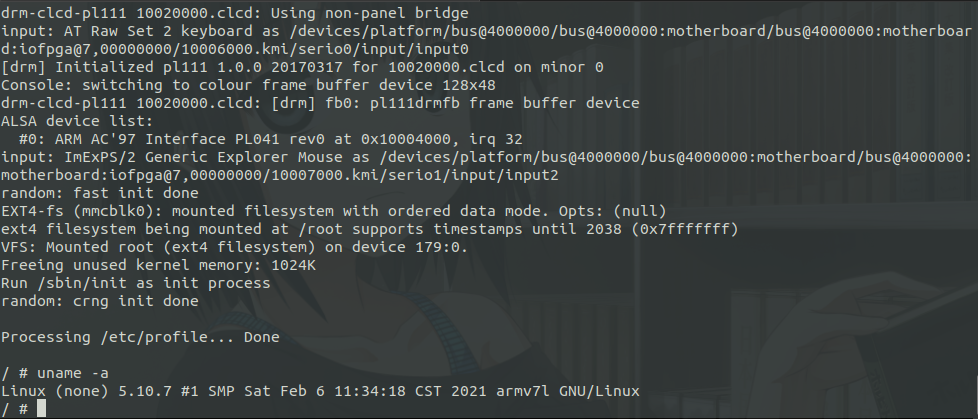 drm-clcd-pl111 10020000.clcd: Using non-panel bridge
input: AT Raw Set 2 keyboard as /devices/platform/bus@4000000/bus@4000000:motherboard/bus@4000000:motherboar
d:iofpga@7,00000000/10006000.kmi/serio0/input/input0
[drm] Initialized pl111 1.0.0 20170317 for 10020000.clcd on minor 0
Console: switching to colour frame buffer device 128x48
drm-clcd-pl111 10020000.clcd: [drm] fb0: pl111drmfb frame buffer device
ALSA device list:
  #0: ARM AC'97 Interface PL041 rev0 at 0x10004000, irq 32
input: ImExPS/2 Generic Explorer Mouse as /devices/platform/bus@4000000/bus@4000000:motherboard/bus@4000000:
motherboard:iofpga@7,00000000/10007000.kmi/serio1/input/input2
random: fast init done
EXT4-fs (mmcblk0): mounted filesystem with ordered data mode. Opts: (null)
ext4 filesystem being mounted at /root supports timestamps until 2038 (0x7fffffff)
VFS: Mounted root (ext4 filesystem) on device 179:0.
Freeing unused kernel memory: 1024K
Run /sbin/init as init process
random: crng init done
Processing /etc/profile... Done
/ # uname -a
Linux (none) 5.10.7 #1 SMP Sat Feb 6 11:34:18 CST 2021 armv7l GNU/Linux
/ #